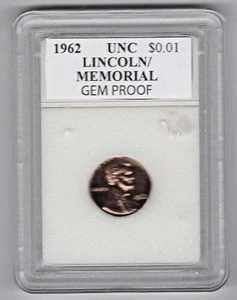 1962 UNC $0.01
LINCOLN/
MEMORIAL
GEM PROOF